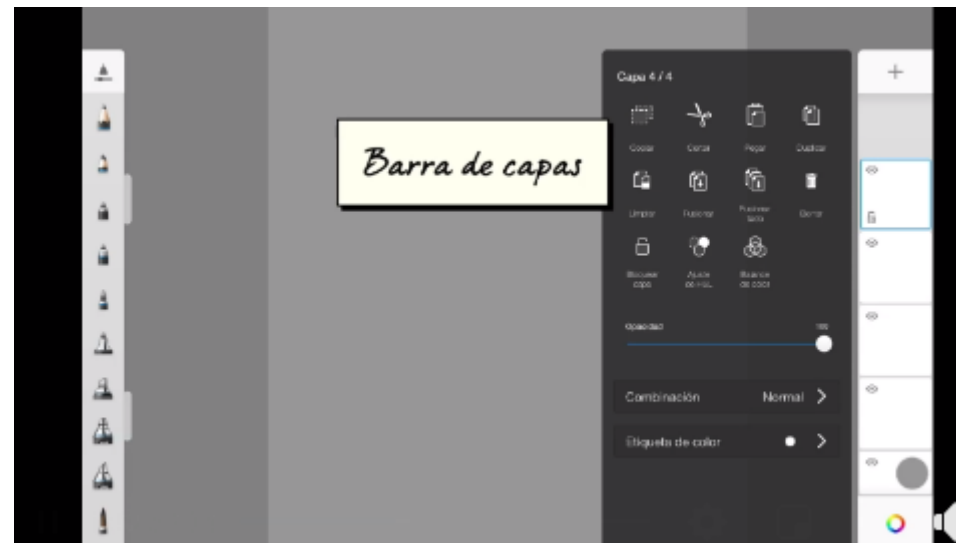 Capa 4 / 4
Barra de capas
Copiar
Cortar
Pegar
Duplicar
Limpiar
Fusionar
Fusionar
todo
Borrar
Bloquear
capa
Ajuste
de HSL
Balance
de color
Opacidad
100
Combinación
Normal
Etiqueta de color